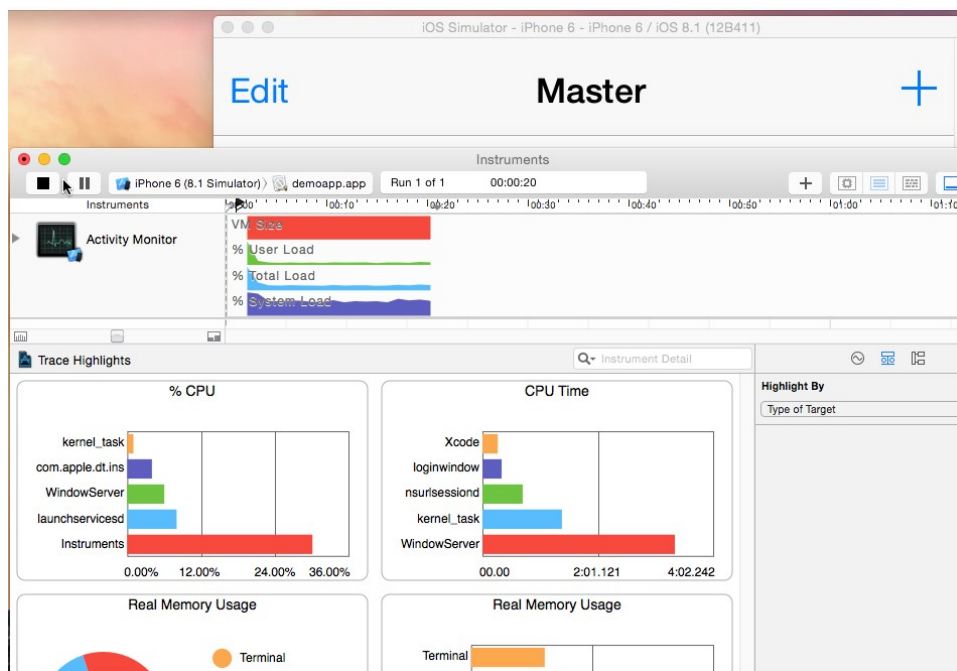 iOS Simulator - iPhone 6 - iPhone 6 / iOS 8.1 (12B411)
Edit
Master
Instruments
iPhone 6 (8.1 Simulator)
demoapp.app
Run 1 of 1
00:00:20
Instruments
00:00
00:10
00:20
00:30
00:40
00:50
01:00
01:10
Activity Monitor
VM Size
% User Load
% Total Load
% System Load
Trace Highlights
Instrument Detail
% CPU
kernel_task
com.apple.dt.ins
WindowServer
launchservicesd
Instruments
0.00% 12.00% 24.00% 36.00%
CPU Time
Xcode
loginwindow
nsurlsessiond
kernel_task
WindowServer
00.00 2:01.121 4:02.242
Highlight By
Type of Target
Real Memory Usage
Terminal
Real Memory Usage
Terminal